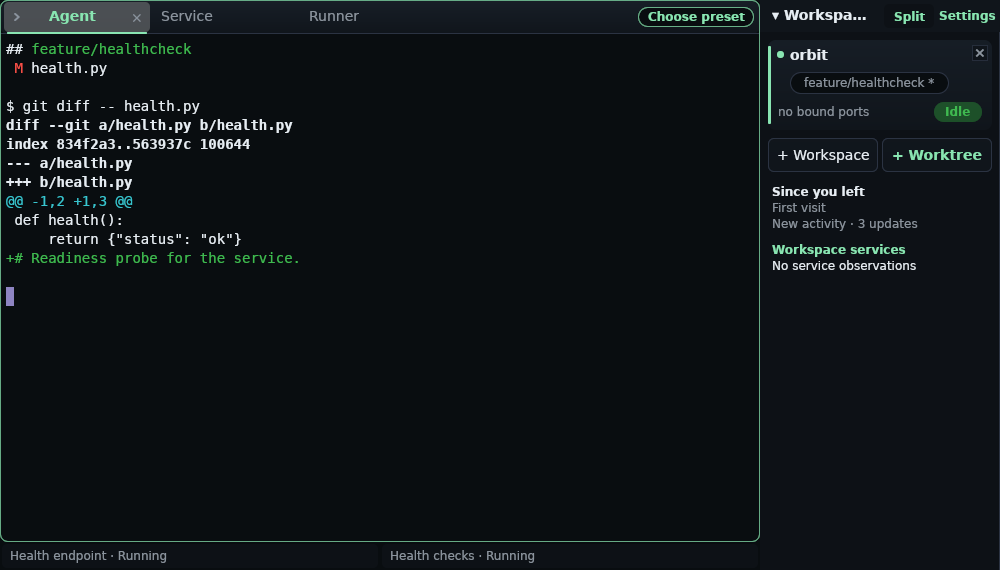 Agent × Service Runner Choose preset
## feature/healthcheck
 M health.py
$ git diff -- health.py
diff --git a/health.py b/health.py
index 834f2a3..563937c 100644
--- a/health.py
+++ b/health.py
@@ -1,2 +1,3 @@
 def health():
     return {"status": "ok"}
+# Readiness probe for the service.
Health endpoint · Running
Health checks · Running
▾ Workspa... Split Settings
orbit
feature/healthcheck *
no bound ports Idle
+ Workspace + Worktree
Since you left
First visit
New activity · 3 updates
Workspace services
No service observations